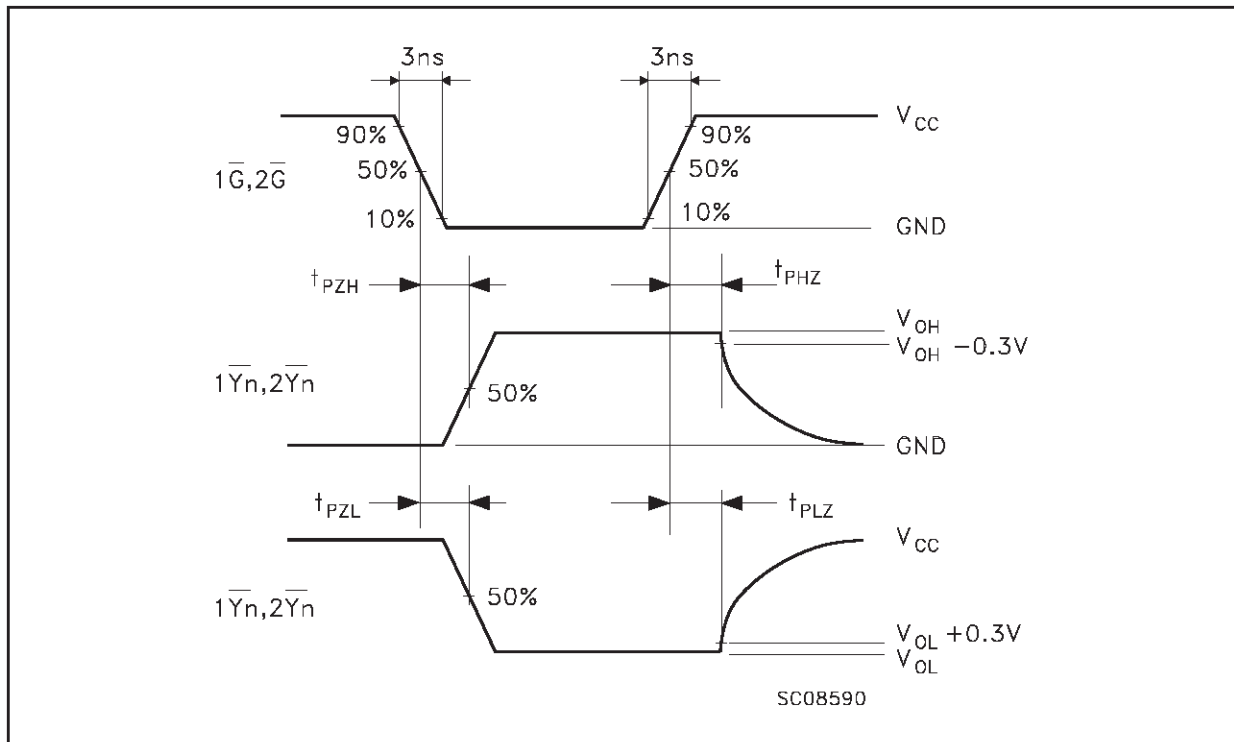 3ns 3ns
V_CC
90% 90%
50% 50%
1G̅,2G̅
10% 10%
GND
t_PZH t_PHZ
V_OH
V_OH −0.3V
1Y̅n̅,2Y̅n̅ 50%
GND
t_PZL t_PLZ
V_CC
1Y̅n̅,2Y̅n̅ 50%
V_OL +0.3V
V_OL
SC08590